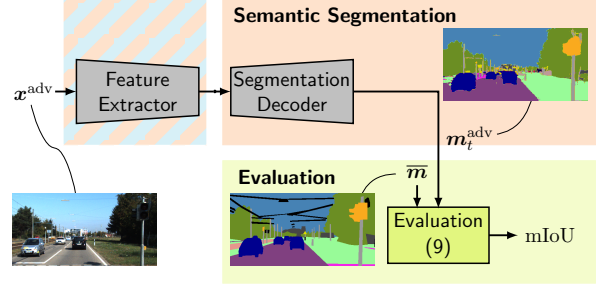 Semantic Segmentation
x^adv
Feature
Extractor
Segmentation
Decoder
m_t^adv
Evaluation
m̅
Evaluation
(9)
mIoU